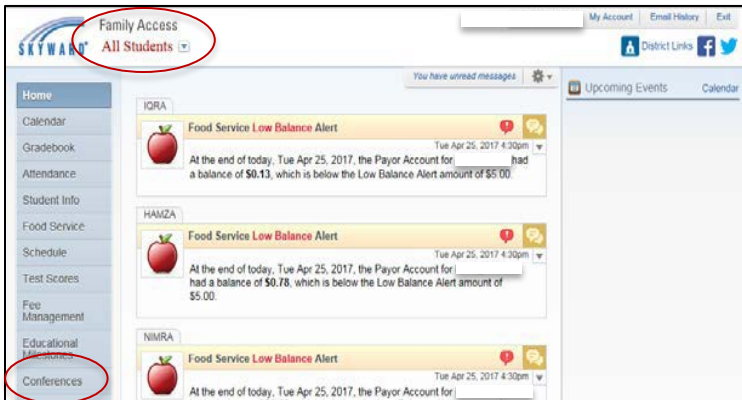 Family Access
SKYWARD®
All Students
My Account Email History Exit
District Links
You have unread messages
Upcoming Events Calendar
Home
Calendar
Gradebook
Attendance
Student Info
Food Service
Schedule
Test Scores
Fee
Management
Educational
Milestones
Conferences
IQRA
Food Service Low Balance Alert
Tue Apr 25, 2017 4:30pm
At the end of today, Tue Apr 25, 2017, the Payor Account for had
a balance of $0.13, which is below the Low Balance Alert amount of $5.00.
HAMZA
Food Service Low Balance Alert
Tue Apr 25, 2017 4:30pm
At the end of today, Tue Apr 25, 2017, the Payor Account for
had a balance of $0.78, which is below the Low Balance Alert amount of
$5.00.
NIMRA
Food Service Low Balance Alert
Tue Apr 25, 2017 4:30pm
At the end of today, Tue Apr 25, 2017, the Payor Account for